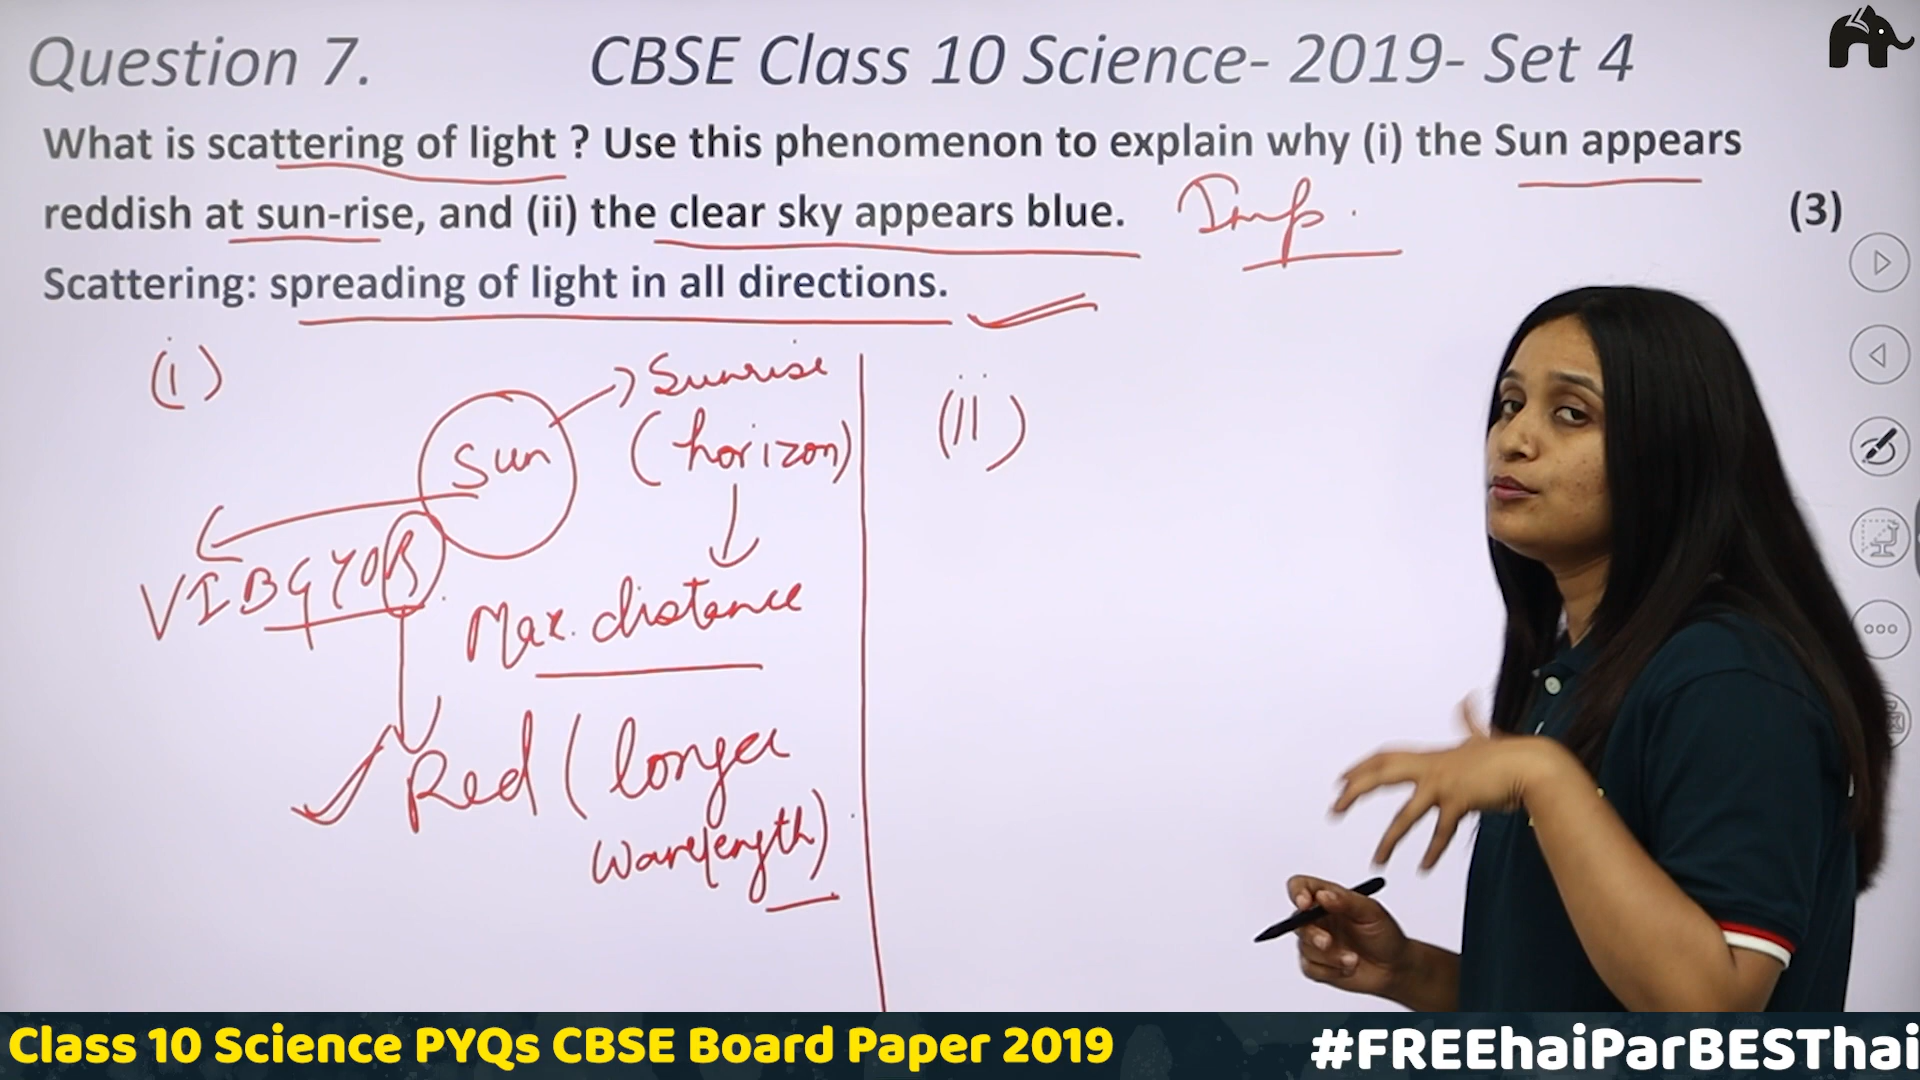 Question 7. CBSE Class 10 Science- 2019- Set 4
What is scattering of light ? Use this phenomenon to explain why (i) the Sun appears
reddish at sun-rise, and (ii) the clear sky appears blue.
Imp.
(3)
Scattering: spreading of light in all directions.
(i)
Sun
Sunrise
(horizon)
VIBGYOR
Max. distance
Red (longer
wavelength)
(ii)
Class 10 Science PYQs CBSE Board Paper 2019
#FREEhaiParBESThai